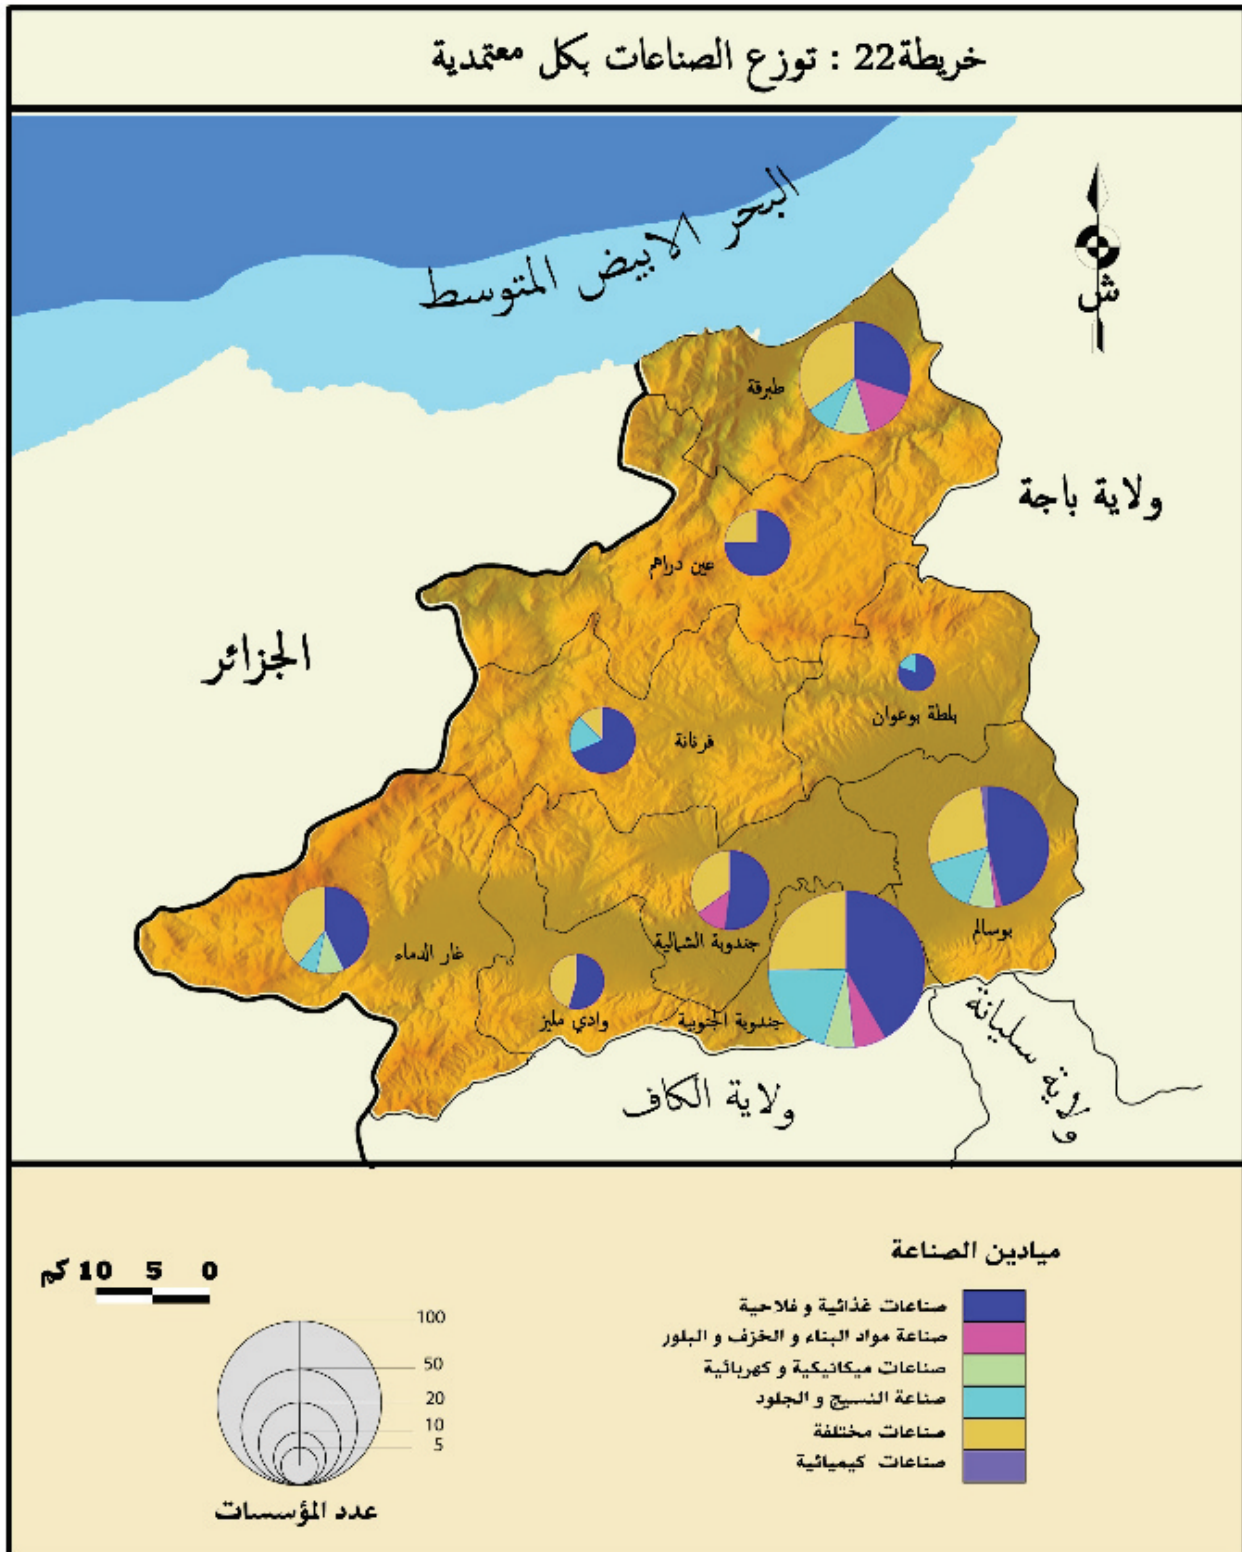 خريطة22 : توزع الصناعات بكل معتمدية
البحر الابيض المتوسط
ش
طبرقة
ولاية باجة
عين دراهم
الجزائر
بلطة بوعوان
فرنانة
بوسالم
جندوبة الشمالية
غار الدماء
وادي مليز
جندوبة الجنوبية
ولاية سليانة
ولاية الكاف
ميادين الصناعة
صناعات غذائية و فلاحية
صناعة مواد البناء و الخزف و البلور
صناعات ميكانيكية و كهربائية
صناعة النسيج و الجلود
صناعات مختلفة
صناعات كيميائية
0 5 10 كم
100
50
20
10
5
عدد المؤسسات